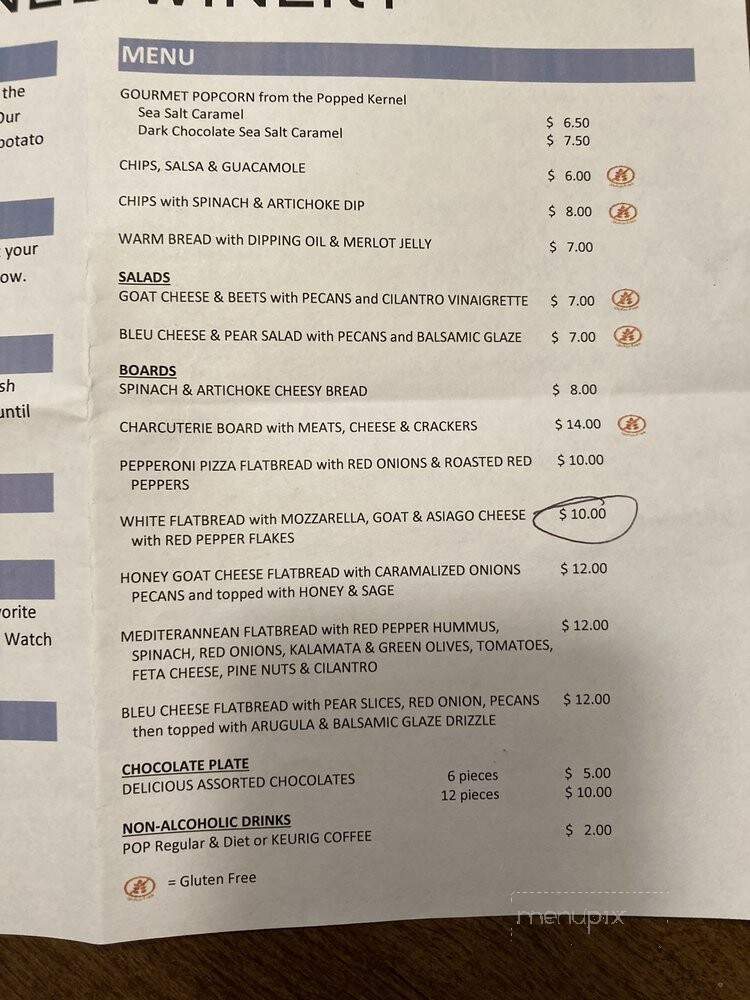 MENU
the
Our
potato
your
ow.
sh
until
orite
Watch
GOURMET POPCORN from the Popped Kernel
Sea Salt Caramel $ 6.50
Dark Chocolate Sea Salt Caramel $ 7.50
CHIPS, SALSA & GUACAMOLE $ 6.00
CHIPS with SPINACH & ARTICHOKE DIP $ 8.00
WARM BREAD with DIPPING OIL & MERLOT JELLY $ 7.00
SALADS
GOAT CHEESE & BEETS with PECANS and CILANTRO VINAIGRETTE $ 7.00
BLEU CHEESE & PEAR SALAD with PECANS and BALSAMIC GLAZE $ 7.00
BOARDS
SPINACH & ARTICHOKE CHEESY BREAD $ 8.00
CHARCUTERIE BOARD with MEATS, CHEESE & CRACKERS $ 14.00
PEPPERONI PIZZA FLATBREAD with RED ONIONS & ROASTED RED $ 10.00
PEPPERS
WHITE FLATBREAD with MOZZARELLA, GOAT & ASIAGO CHEESE $ 10.00
with RED PEPPER FLAKES
HONEY GOAT CHEESE FLATBREAD with CARAMALIZED ONIONS $ 12.00
PECANS and topped with HONEY & SAGE
MEDITERANNEAN FLATBREAD with RED PEPPER HUMMUS, $ 12.00
SPINACH, RED ONIONS, KALAMATA & GREEN OLIVES, TOMATOES,
FETA CHEESE, PINE NUTS & CILANTRO
BLEU CHEESE FLATBREAD with PEAR SLICES, RED ONION, PECANS $ 12.00
then topped with ARUGULA & BALSAMIC GLAZE DRIZZLE
CHOCOLATE PLATE
DELICIOUS ASSORTED CHOCOLATES 6 pieces $ 5.00
12 pieces $ 10.00
NON-ALCOHOLIC DRINKS
POP Regular & Diet or KEURIG COFFEE $ 2.00
= Gluten Free
menupix